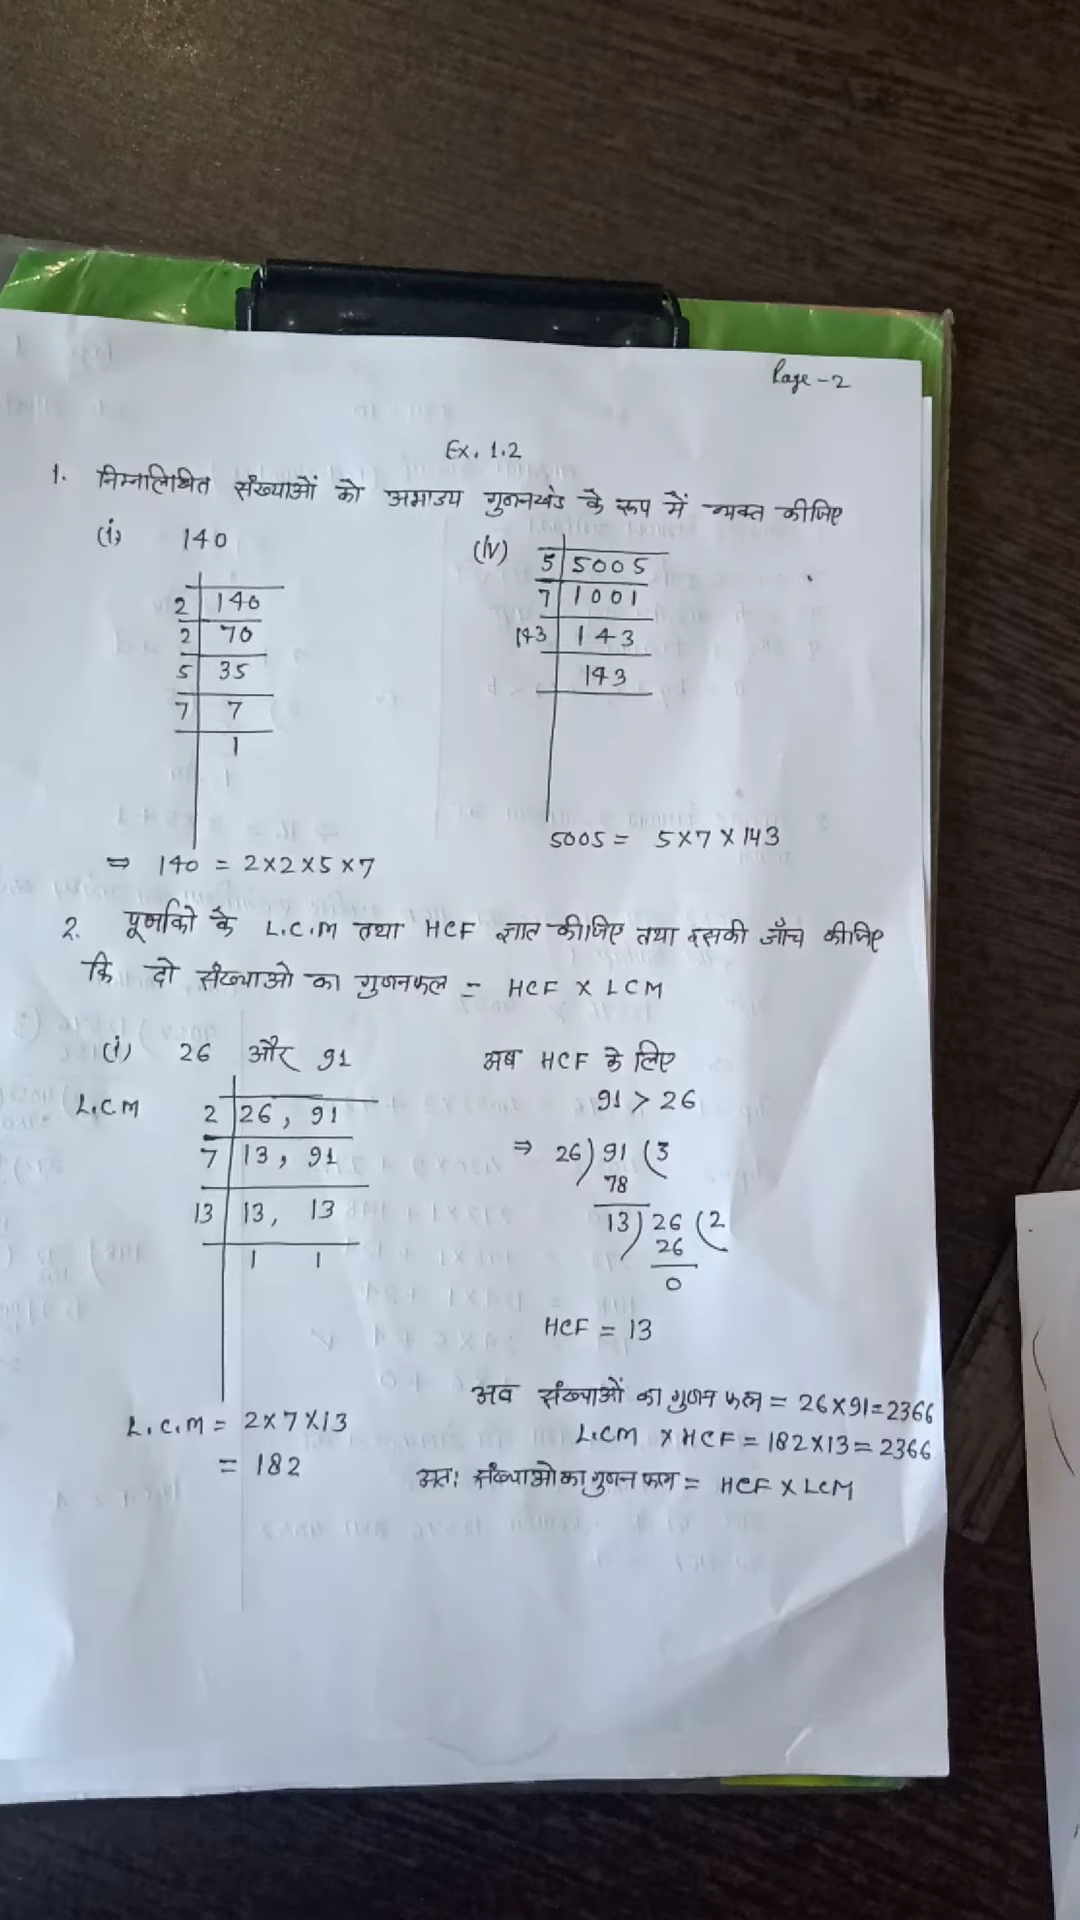 Page-2
Ex. 1.2
1. निम्नलिखित संख्याओं को अभाज्य गुणनखंड के रूप में व्यक्त कीजिए
(i) 140
2 | 140
2 | 70
5 | 35
7 | 7
1
⇒ 140 = 2×2×5×7
(iv)
5 | 5005
7 | 1001
143 | 143
143
5005 = 5×7×143
2. पूर्णांको के L.C.M तथा HCF ज्ञात कीजिए तथा इसकी जाँच कीजिए
कि दो संख्याओ का गुणनफल = HCF × LCM
(i) 26 और 91
L.C.M
2 | 26, 91
7 | 13, 91
13 | 13, 13
1 1
L.C.M = 2×7×13
= 182
अब HCF के लिए
91 > 26
⇒ 26) 91 (3
78
13) 26 (2
26
0
HCF = 13
अब संख्याओं का गुणन फल = 26×91=2366
L.CM × HCF = 182×13=2366
अतः संख्याओ का गुणन फल = HCF × LCM